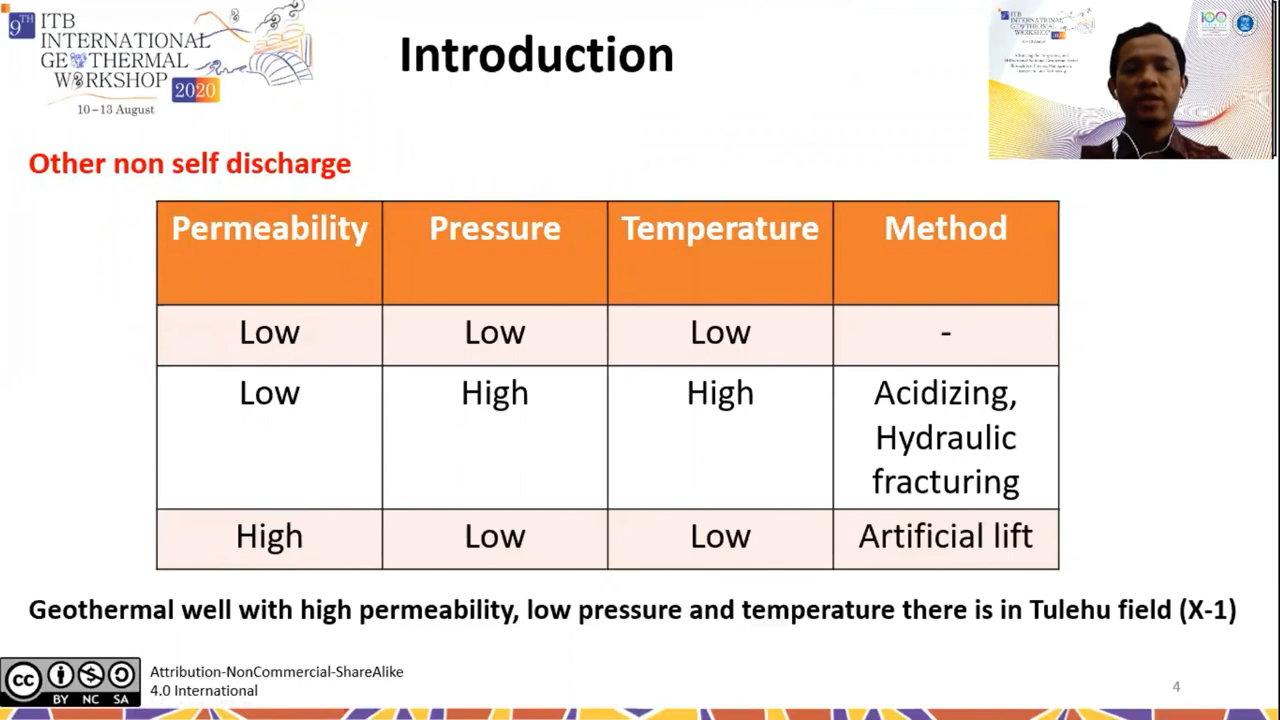 9TH ITB
INTERNATIONAL
GEOTHERMAL
WORKSHOP
2020
10 – 13 August
Introduction
Other non self discharge
Permeability Pressure Temperature Method
Low Low Low -
Low High High Acidizing,
Hydraulic
fracturing
High Low Low Artificial lift
Geothermal well with high permeability, low pressure and temperature there is in Tulehu field (X-1)
cc BY NC SA
Attribution-NonCommercial-ShareAlike
4.0 International
4